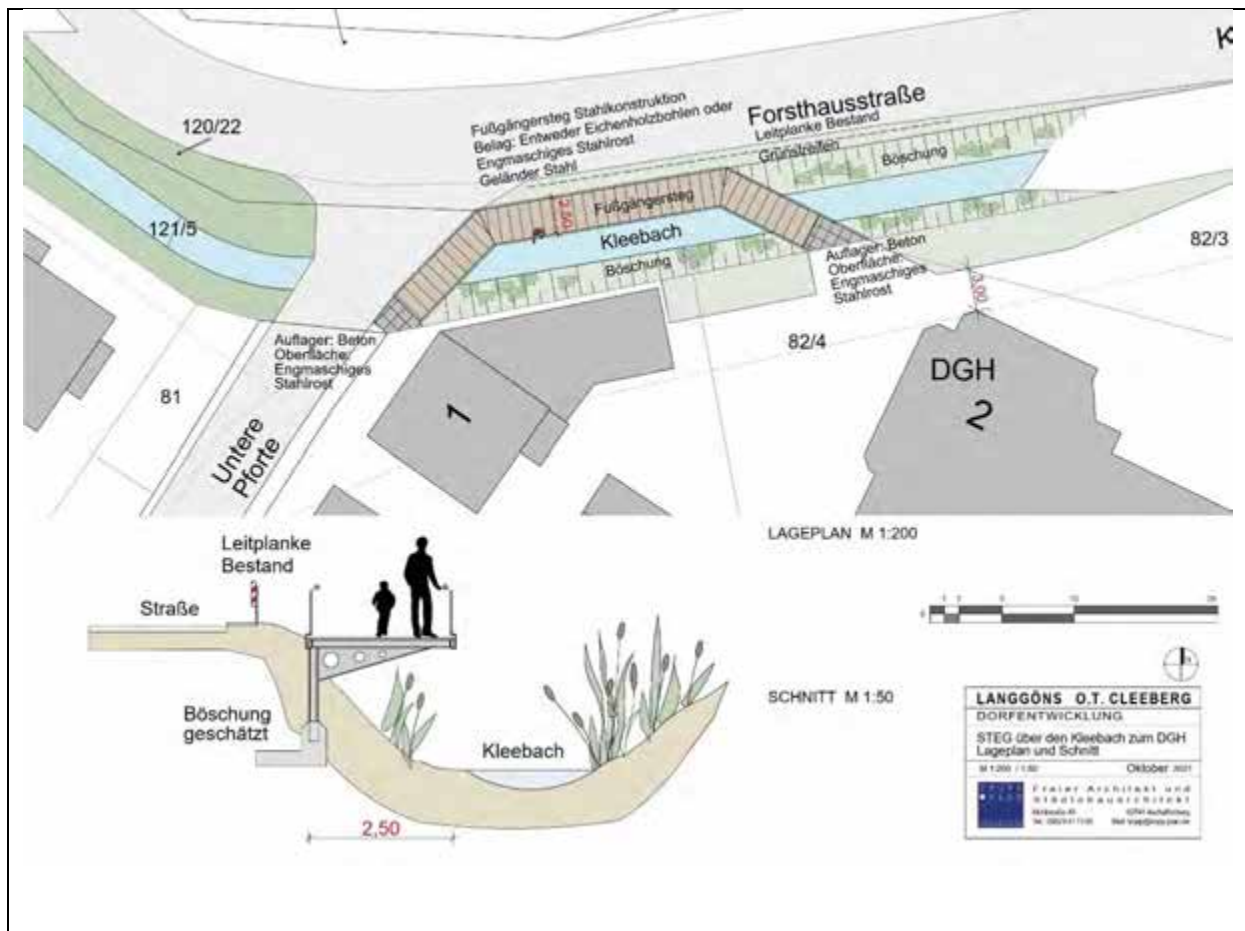 K
120/22
Fußgängersteg Stahlkonstruktion
Belag: Entweder Eichenholzbohlen oder
Engmaschiges Stahlrost
Geländer Stahl
Forsthausstraße
Leitplanke Bestand
Grünstreifen
Böschung
121/5
2,50
Fußgängersteg
Kleebach
Böschung
Auflager: Beton
Oberfläche:
Engmaschiges
Stahlrost
82/3
3,00
Auflager: Beton
Oberfläche:
Engmaschiges
Stahlrost
82/4
81
DGH
2
1
Untere
Pforte
LAGEPLAN M 1:200
Leitplanke
Bestand
Straße
SCHNITT M 1:50
Böschung
geschätzt
Kleebach
2,50
LANGGÖNS O.T. CLEEBERG
DORFENTWICKLUNG
STEG über den Kleebach zum DGH
Lageplan und Schnitt
M 1:200 / 1:50
Oktober 2021
Freier Architekt und
Städtebauarchitekt